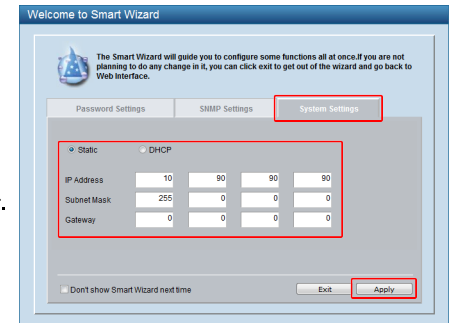 Welcome to Smart Wizard
The Smart Wizard will guide you to configure some functions all at once.If you are not
planning to do any change in it, you can click exit to get out of the wizard and go back to
Web Interface.
Password Settings SNMP Settings System Settings
Static DHCP
IP Address 10 90 90 90
Subnet Mask 255 0 0 0
Gateway 0 0 0 0
Don't show Smart Wizard next time Exit Apply